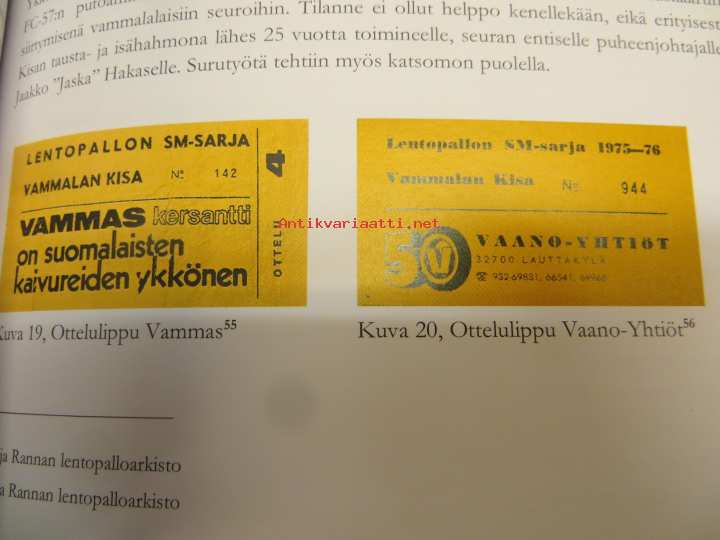 FC-57:n
siirtymisenä vammalalaisiin seuroihin. Tilanne ei ollut helppo kenellekään, eikä erityisest
Kisan tausta- ja isähahmona lähes 25 vuotta toimineelle, seuran entiselle puheenjohtajalle
Jaakko "Jaska" Hakaselle. Surutyötä tehtiin myös katsomon puolella.
LENTOPALLON SM-SARJA
VAMMALAN KISA № 142
VAMMAS kersantti
on suomalaisten
kaivureiden ykkönen
OTTELU 4
Lentopallon SM-sarja 1975—76
Vammalan Kisa № 944
50 V VAANO-YHTIÖT
32700 LAUTTAKYLÄ
☎ 932-69831, 66541, 69968
Antikvariaatti.net
Kuva 19, Ottelulippu Vammas55
Kuva 20, Ottelulippu Vaano-Yhtiöt56
ja Rannan lentopalloarkisto
a Rannan lentopalloarkisto